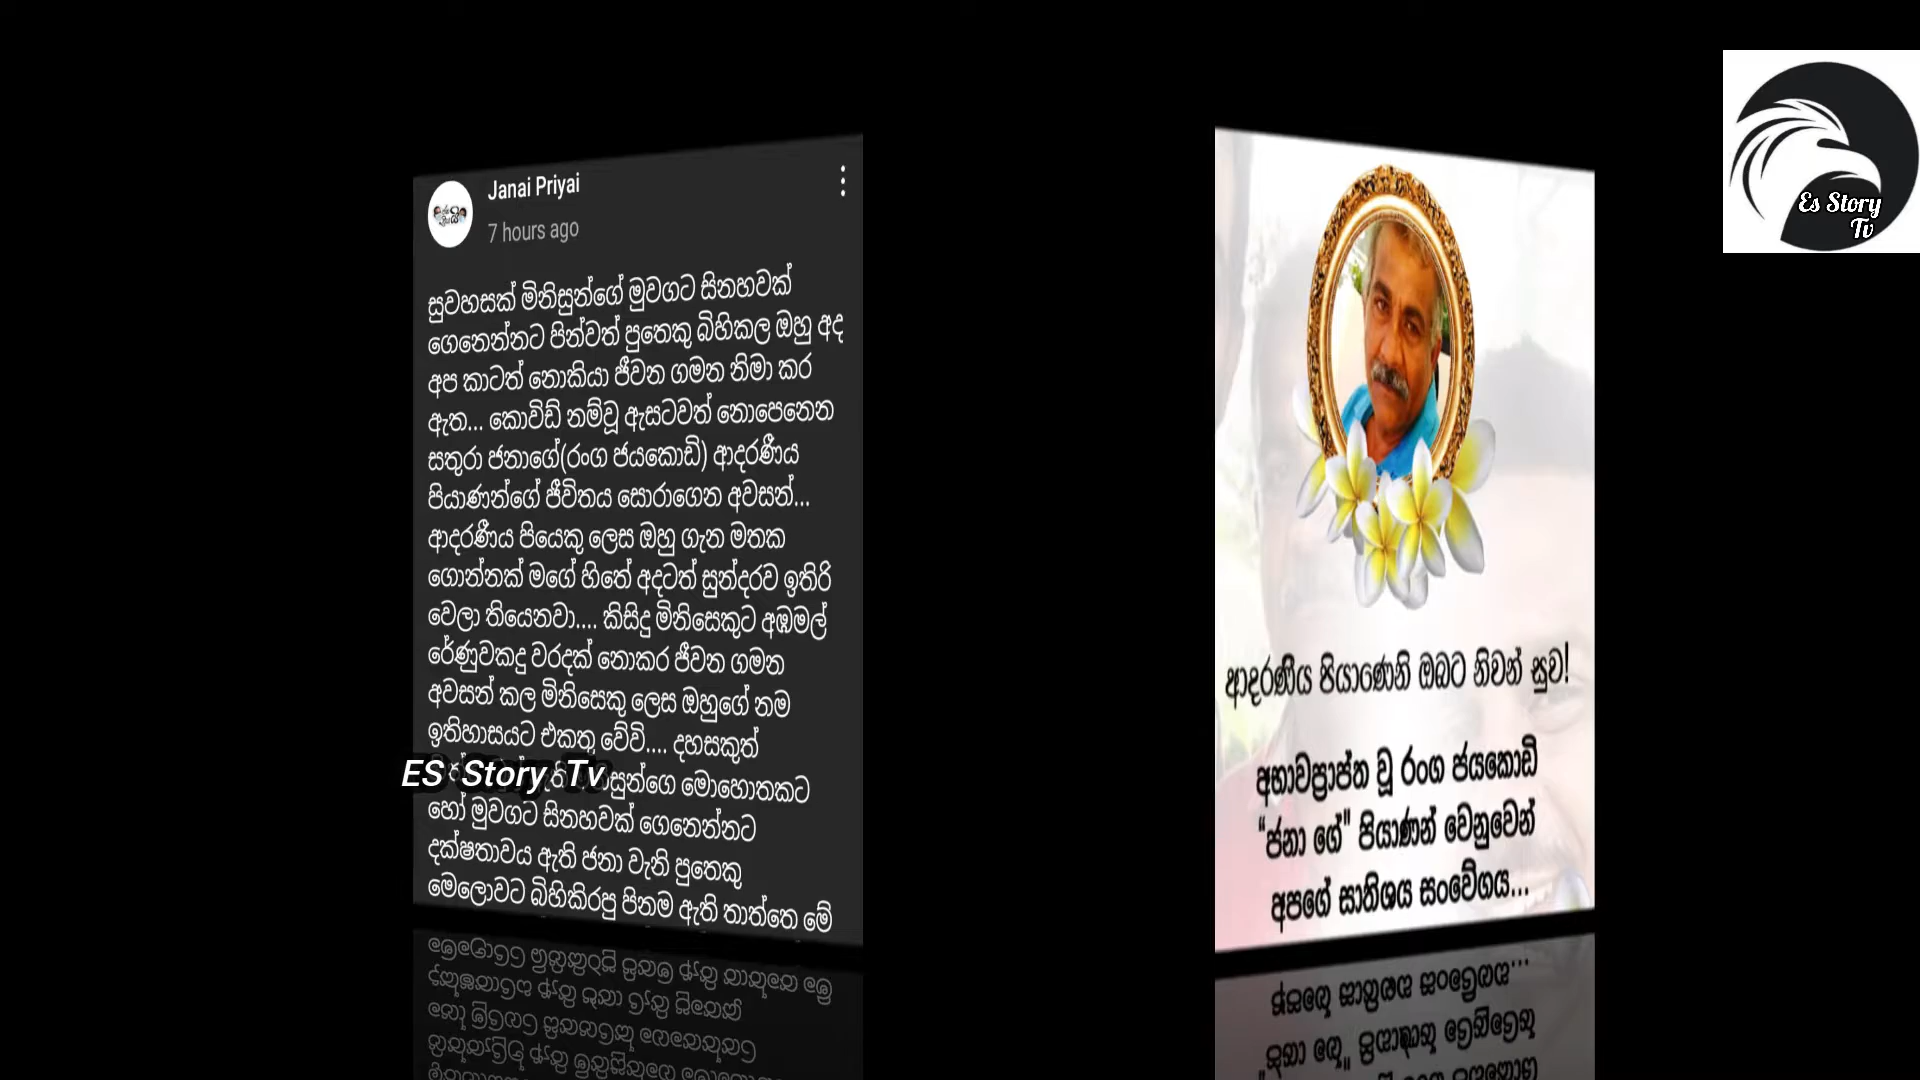 Janai Priyai
7 hours ago
සුවහසක් මිනිසුන්ගේ මුවගට සිනහවක්
ගෙනෙන්නට පින්වත් පුතෙකු බිහිකල ඔහු අද
අප කාටත් නොකියා ජීවන ගමන නිමා කර
ඇත... කොවිඩ් නම්වූ ඇසටවත් නොපෙනෙන
සතුරා ජනාගේ(රංග ජයකොඩි) ආදරණීය
පියාණන්ගේ ජීවිතය සොරාගෙන අවසන්...
ආදරණීය පියෙකු ලෙස ඔහු ගැන මතක
ගොන්නක් මගේ හිතේ අදටත් සුන්දරව ඉතිරි
වෙලා තියෙනවා.... කිසිදු මිනිසෙකුට අඹමල්
රේණුවකදු වරදක් නොකර ජීවන ගමන
අවසන් කල මිනිසෙකු ලෙස ඔහුගේ නම
ඉතිහාසයට එකතු වේවි.... දහසකුත්
ES Story Tv
මොහොතකට
හෝ මුවගට සිනහවක් ගෙනෙන්නට
දක්ෂතාවය ඇති ජනා වැනි පුතෙකු
මෙලොවට බිහිකිරපු පිනම ඇති තාත්තෙ මේ
ආදරණීය පියාණෙනි ඔබට නිවන් සුව!
අභාවප්‍රාප්ත වූ රංග ජයකොඩි
"ජනා ගේ" පියාණන් වෙනුවෙන්
අපගේ සාතිශය සංවේගය...
Es Story
Tv